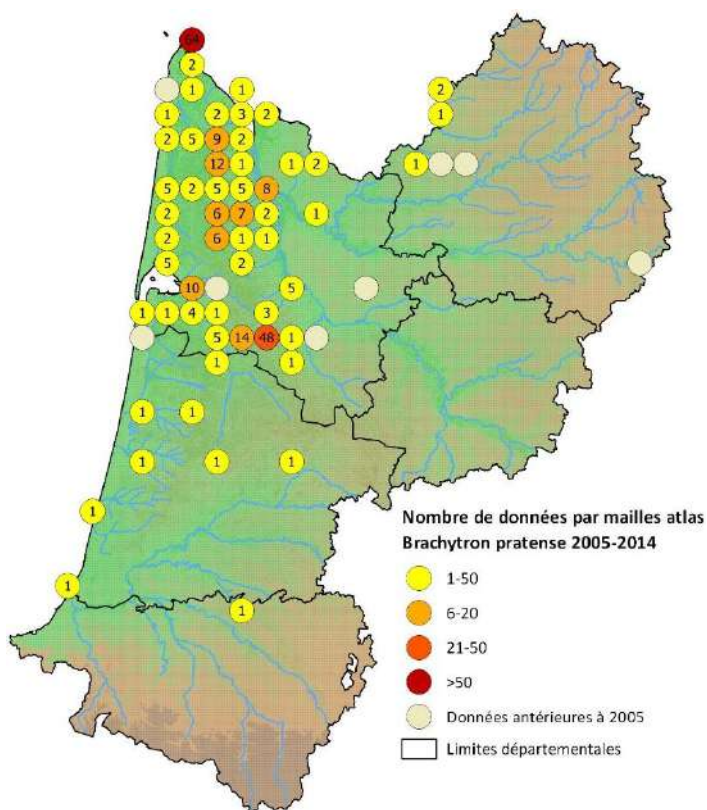 64
2
1 1 2
1 2 3 2 1
2 5 9 2
12 1 1 2 1
5 2 5 5 8
2 6 7 2 1
2 6 1 1
5 2
10 5
1 1 4 1 3
5 14 48 1
1 1
1 1
1 1 1
1
1
1
Nombre de données par mailles atlas
Brachytron pratense 2005-2014
1-50
6-20
21-50
>50
Données antérieures à 2005
Limites départementales